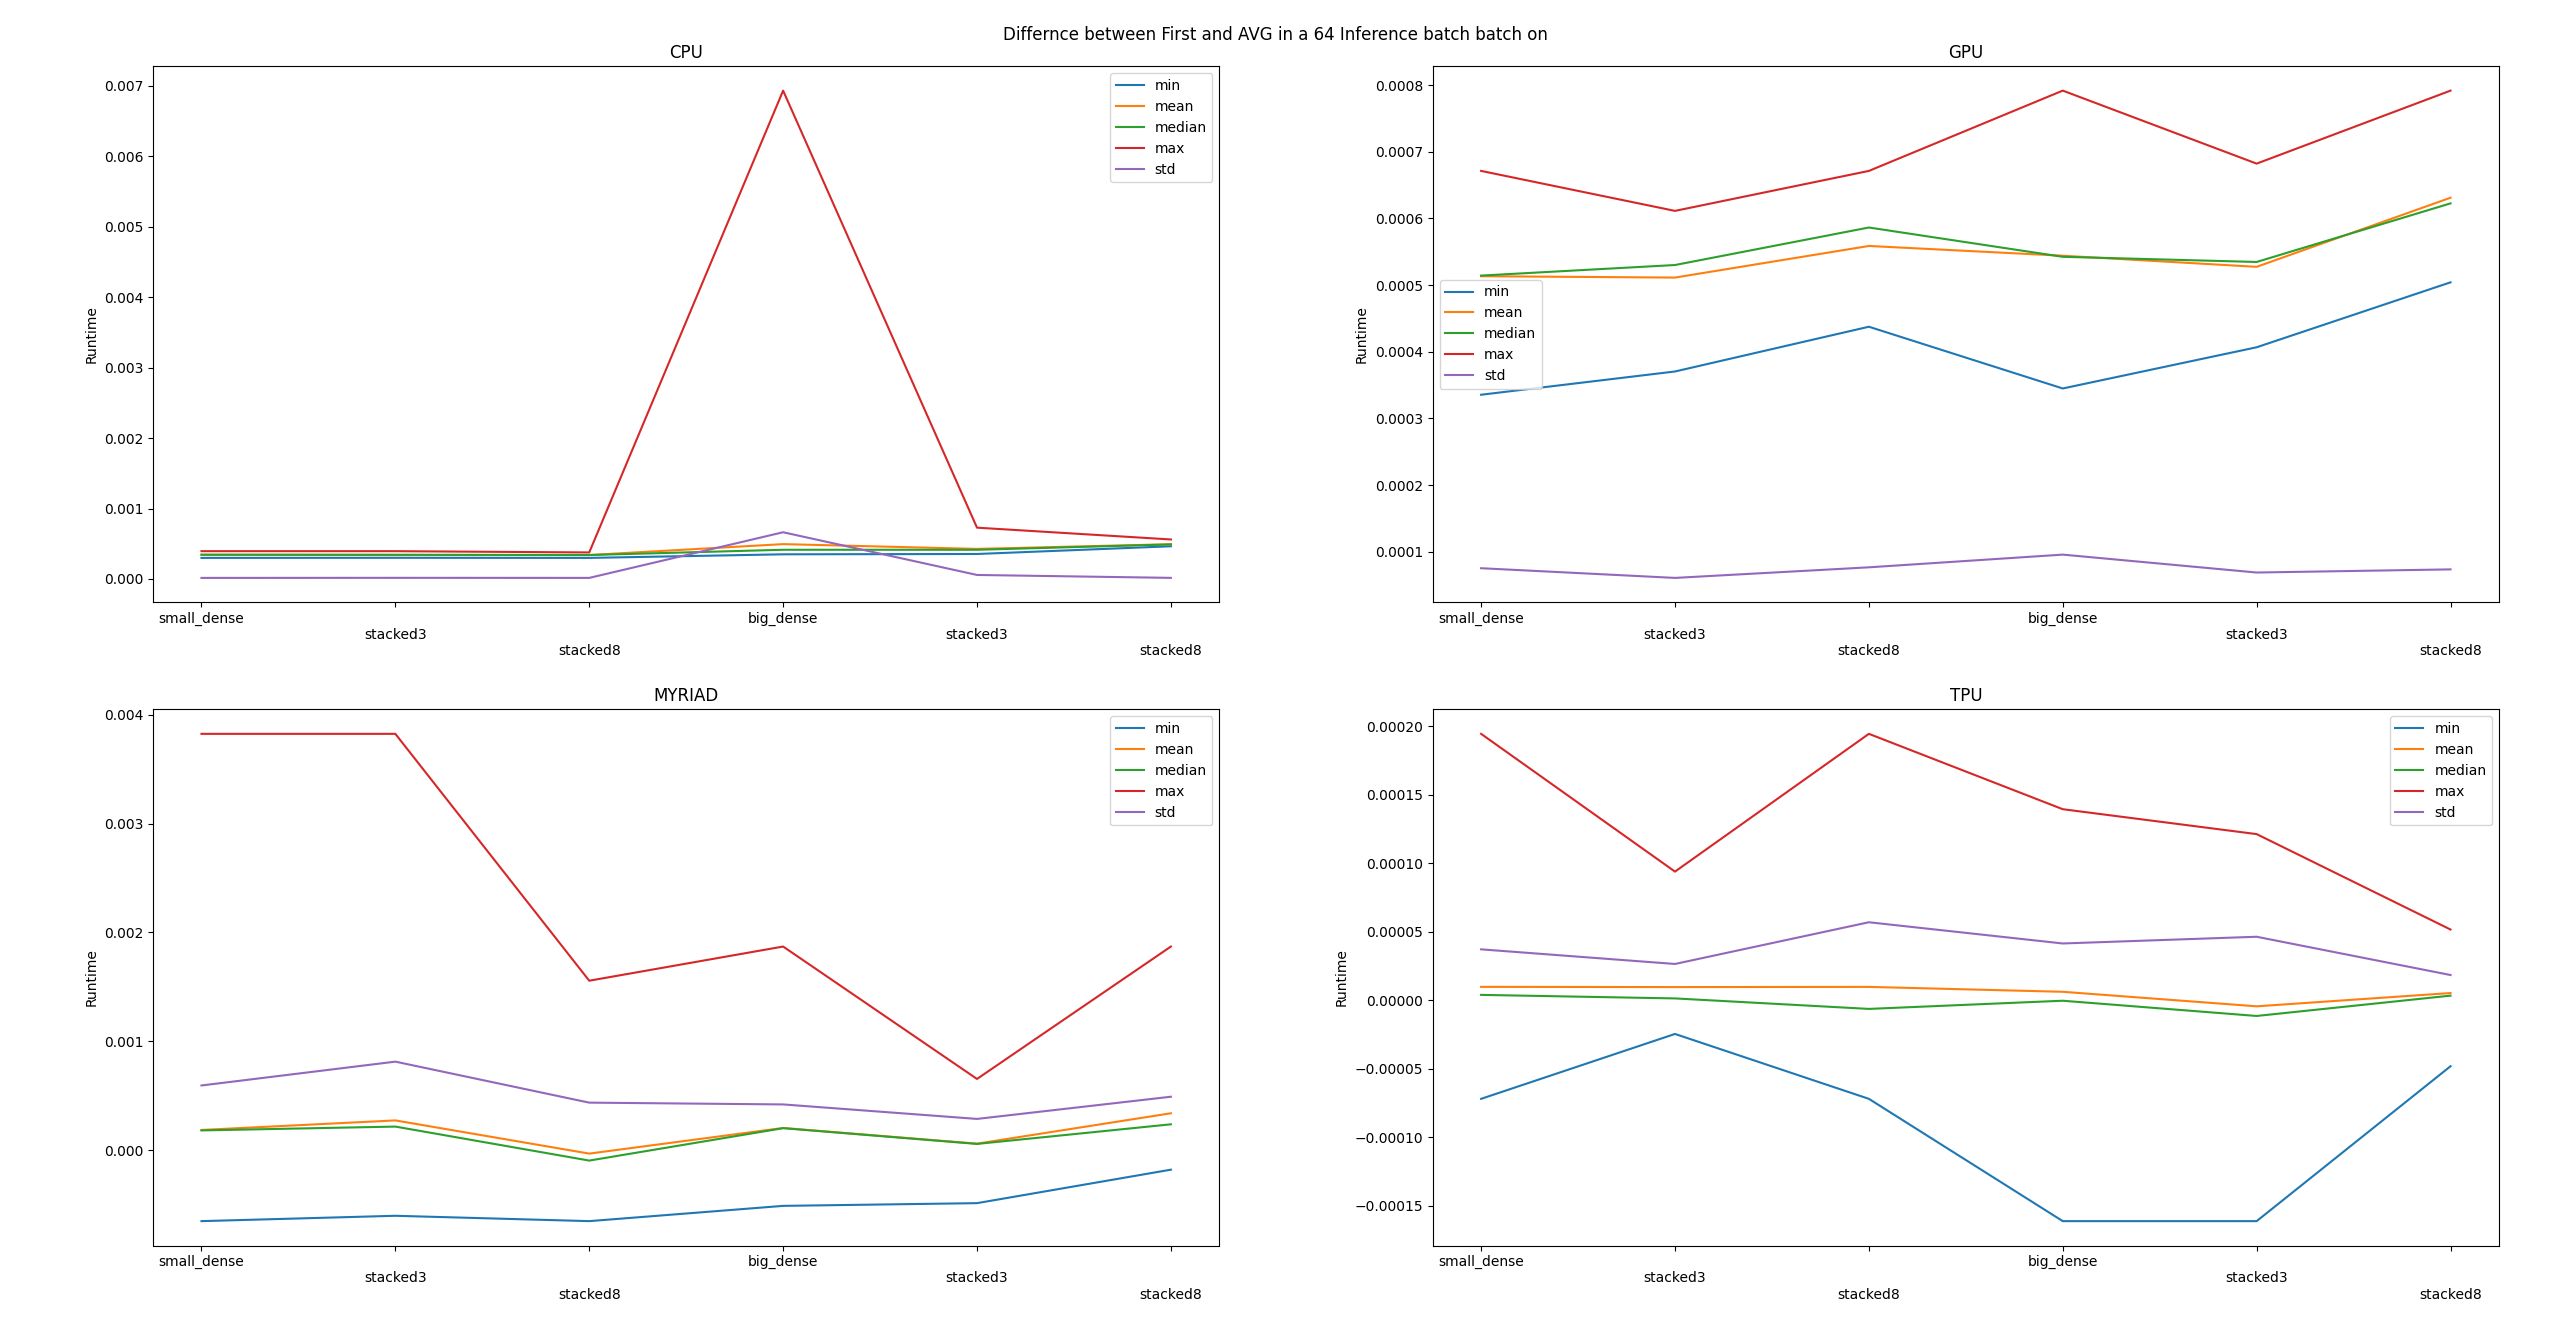 Differnce between First and AVG in a 64 Inference batch batch on
CPU
0.007
0.006
0.005
0.004
0.003
0.002
0.001
0.000
Runtime
min
mean
median
max
std
small_dense
stacked3
stacked8
big_dense
stacked3
stacked8
GPU
0.0008
0.0007
0.0006
0.0005
0.0004
0.0003
0.0002
0.0001
Runtime
min
mean
median
max
std
small_dense
stacked3
stacked8
big_dense
stacked3
stacked8
MYRIAD
0.004
0.003
0.002
0.001
0.000
Runtime
min
mean
median
max
std
small_dense
stacked3
stacked8
big_dense
stacked3
stacked8
TPU
0.00020
0.00015
0.00010
0.00005
0.00000
−0.00005
−0.00010
−0.00015
Runtime
min
mean
median
max
std
small_dense
stacked3
stacked8
big_dense
stacked3
stacked8